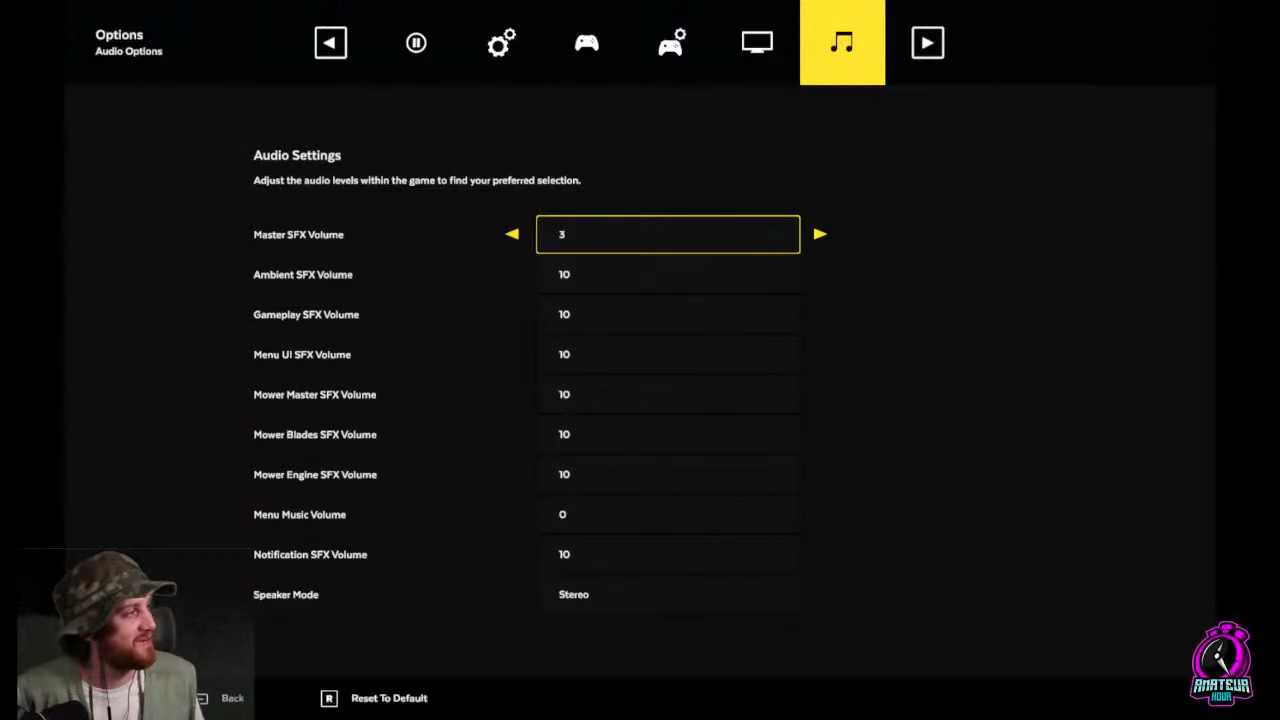 Options
Audio Options
Audio Settings
Adjust the audio levels within the game to find your preferred selection.
Master SFX Volume 3
Ambient SFX Volume 10
Gameplay SFX Volume 10
Menu UI SFX Volume 10
Mower Master SFX Volume 10
Mower Blades SFX Volume 10
Mower Engine SFX Volume 10
Menu Music Volume 0
Notification SFX Volume 10
Speaker Mode Stereo
Back
R Reset To Default
AMATEUR
HOUR